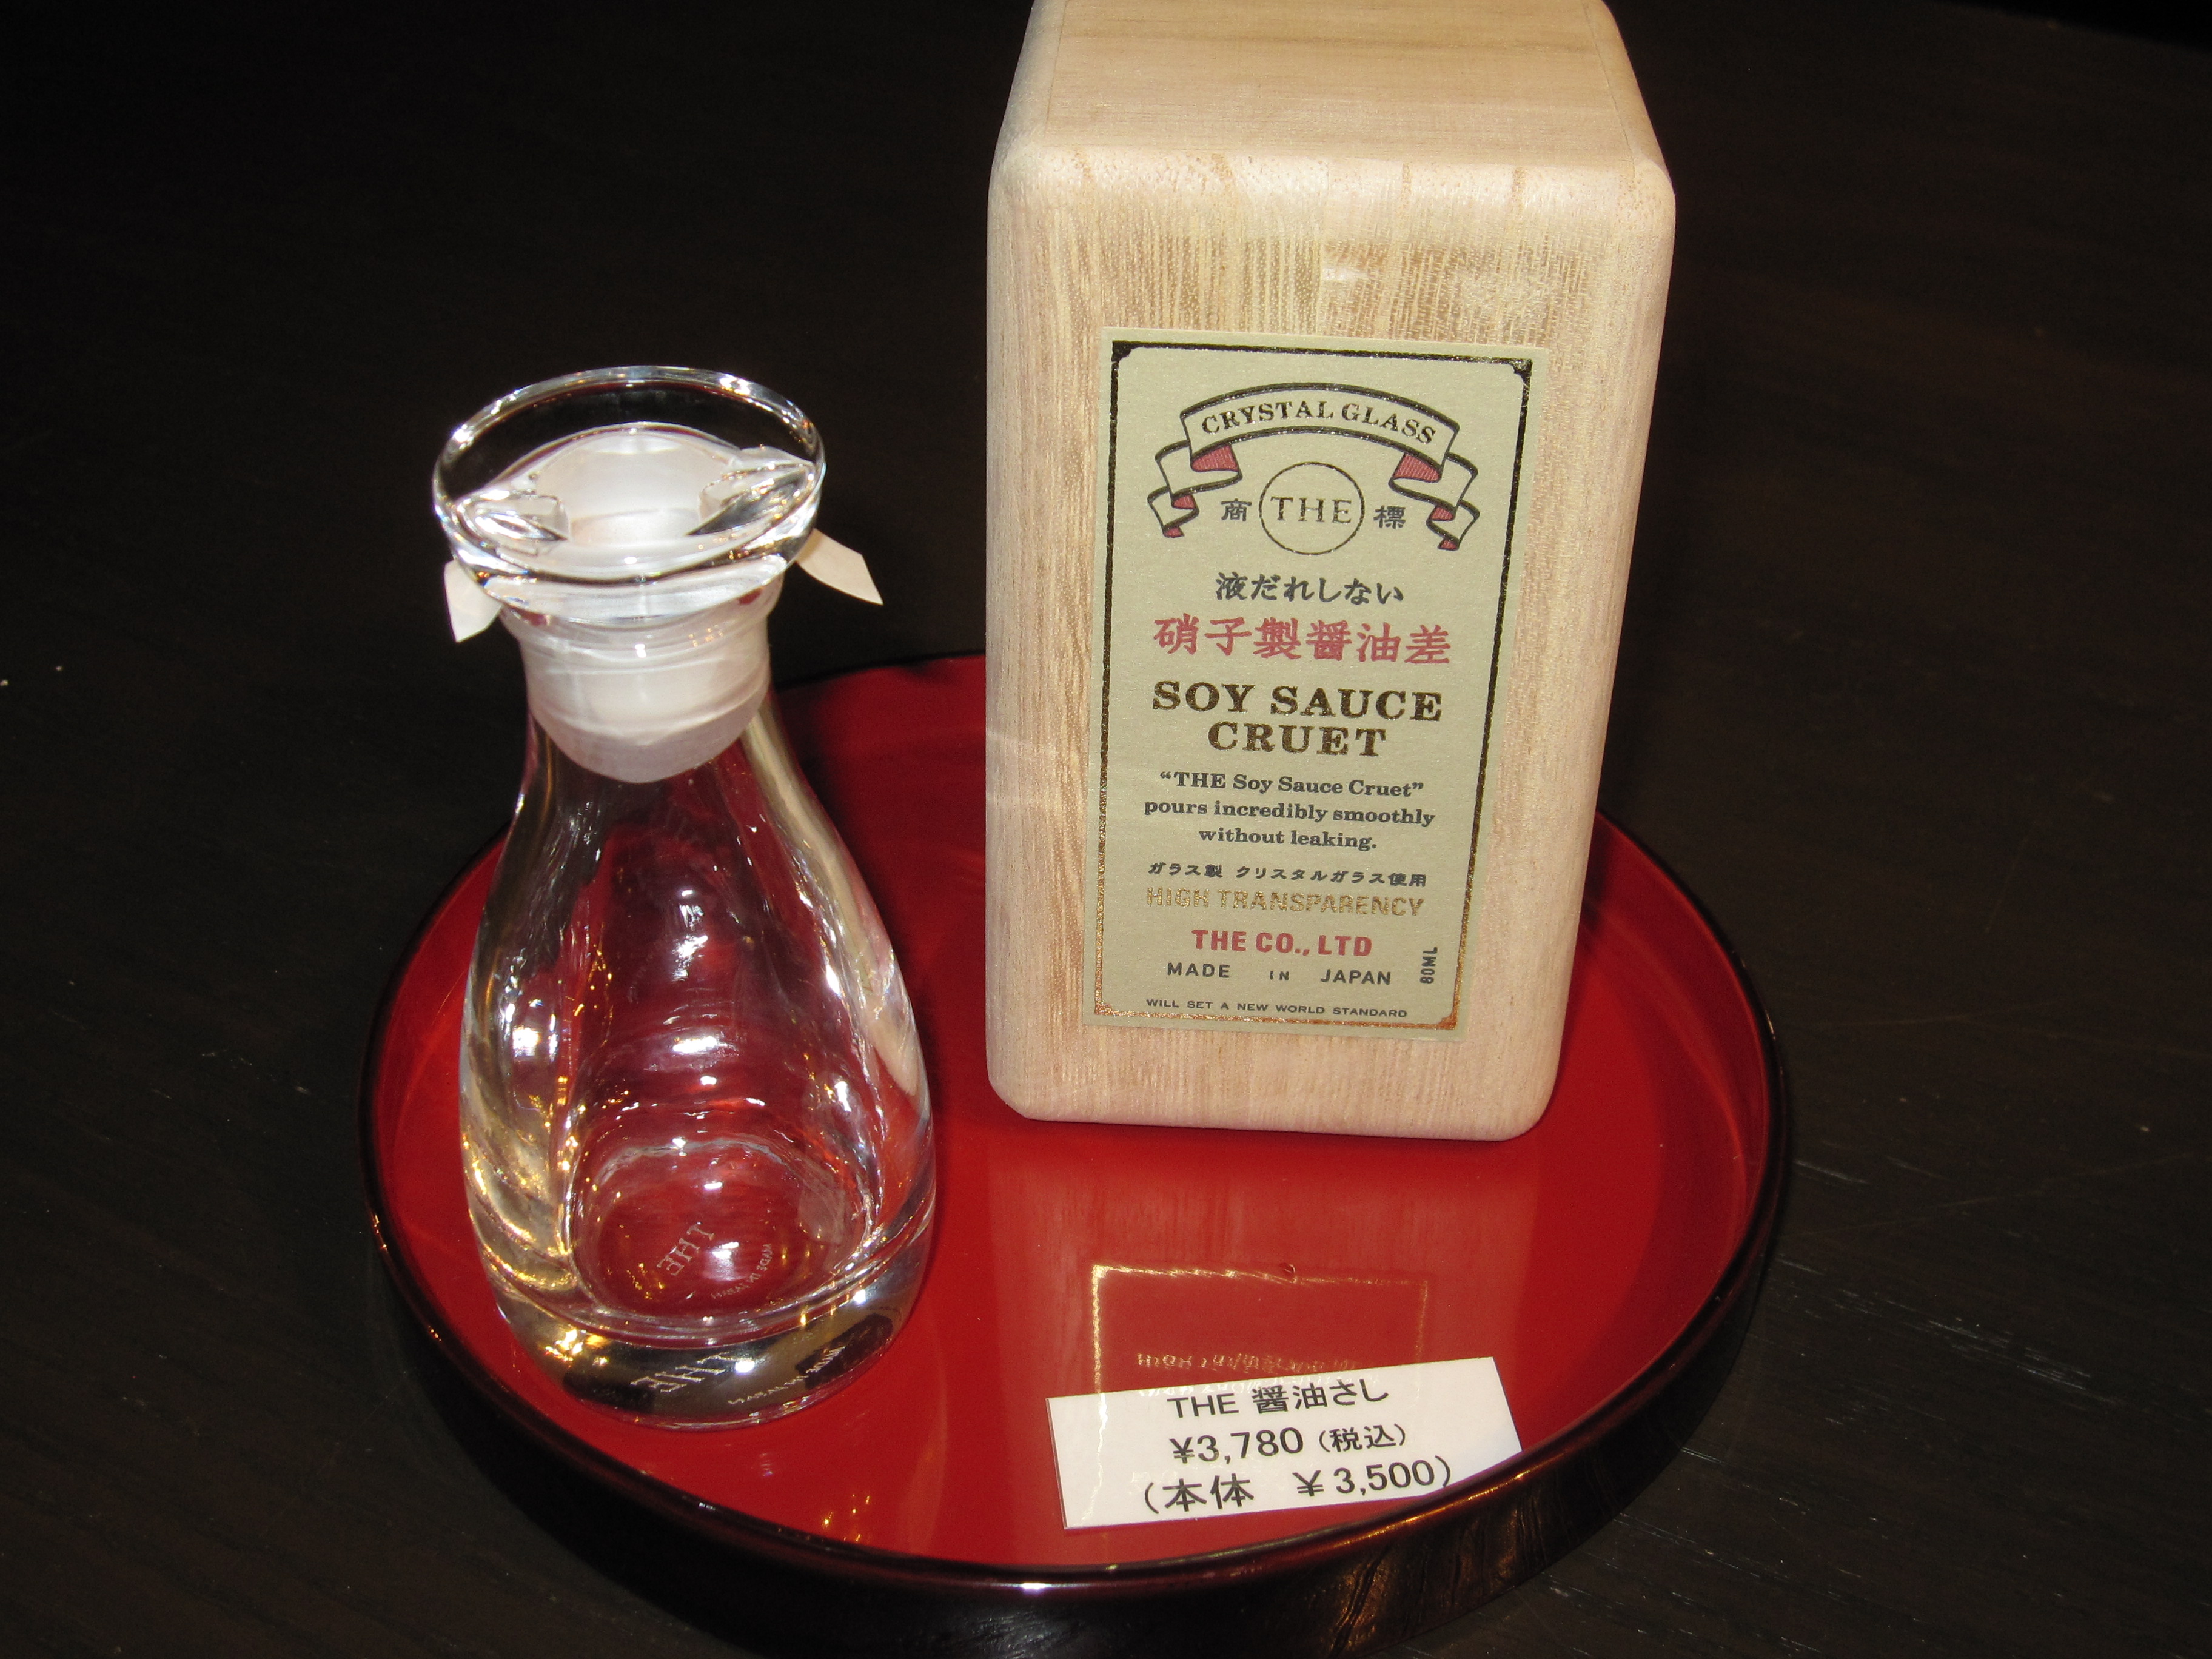 CRYSTAL GLASS
商 THE 標
液だれしない
硝子製醤油差
SOY SAUCE
CRUET
“THE Soy Sauce Cruet”
pours incredibly smoothly
without leaking.
ガラス製 クリスタルガラス使用
HIGH TRANSPARENCY
THE CO., LTD
MADE IN JAPAN
80ML
WILL SET A NEW WORLD STANDARD
THE
MADE IN JAPAN
THE 醤油さし
¥3,780 (税込)
(本体 ¥3,500)